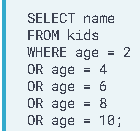 SELECT name
FROM kids
WHERE age = 2
OR age = 4
OR age = 6
OR age = 8
OR age = 10;